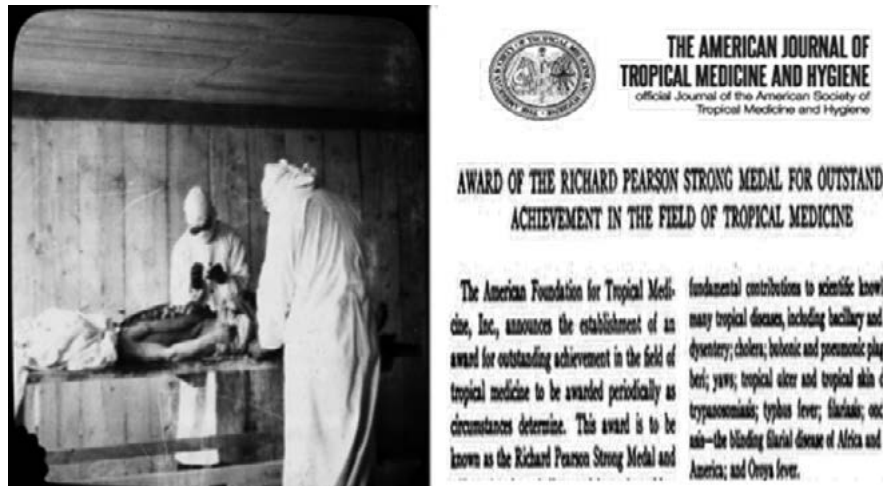 THE AMERICAN JOURNAL OF
TROPICAL MEDICINE AND HYGIENE
official Journal of the American Society of
Tropical Medicine and Hygiene
AWARD OF THE RICHARD PEARSON STRONG MEDAL FOR OUTSTAND
ACHIEVEMENT IN THE FIELD OF TROPICAL MEDICINE
The American Foundation for Tropical Medi-
cine, Inc., announces the establishment of an
award for outstanding achievement in the field of
tropical medicine to be awarded periodically as
circumstances determine. This award is to be
known as the Richard Pearson Strong Medal and
fundamental contributions to scientific knowl
many tropical diseases, including bacillary and
dysentery; cholera; bubonic and pneumonic plag
beri; yaws; tropical ulcer and tropical skin d
trypanosomiasis; typhus fever; filariasis; onc
asis—the blinding filarial disease of Africa and
America; and Oroya fever.